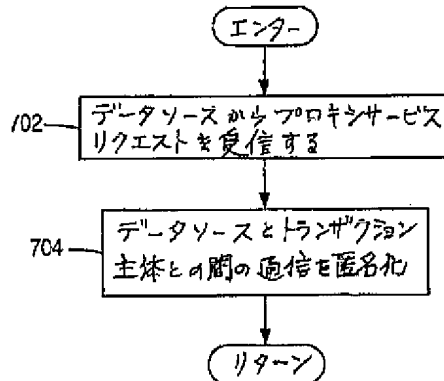 エンター
702
データソースからプロキシサービス
リクエストを受信する
704
データソースとトランザクション
主体との間の通信を匿名化
リターン